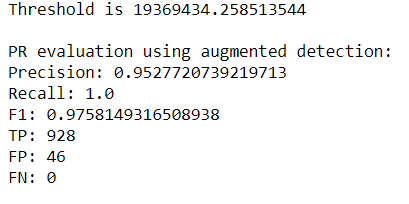 Threshold is 19369434.258513544
PR evaluation using augmented detection:
Precision: 0.9527720739219713
Recall: 1.0
F1: 0.9758149316508938
TP: 928
FP: 46
FN: 0